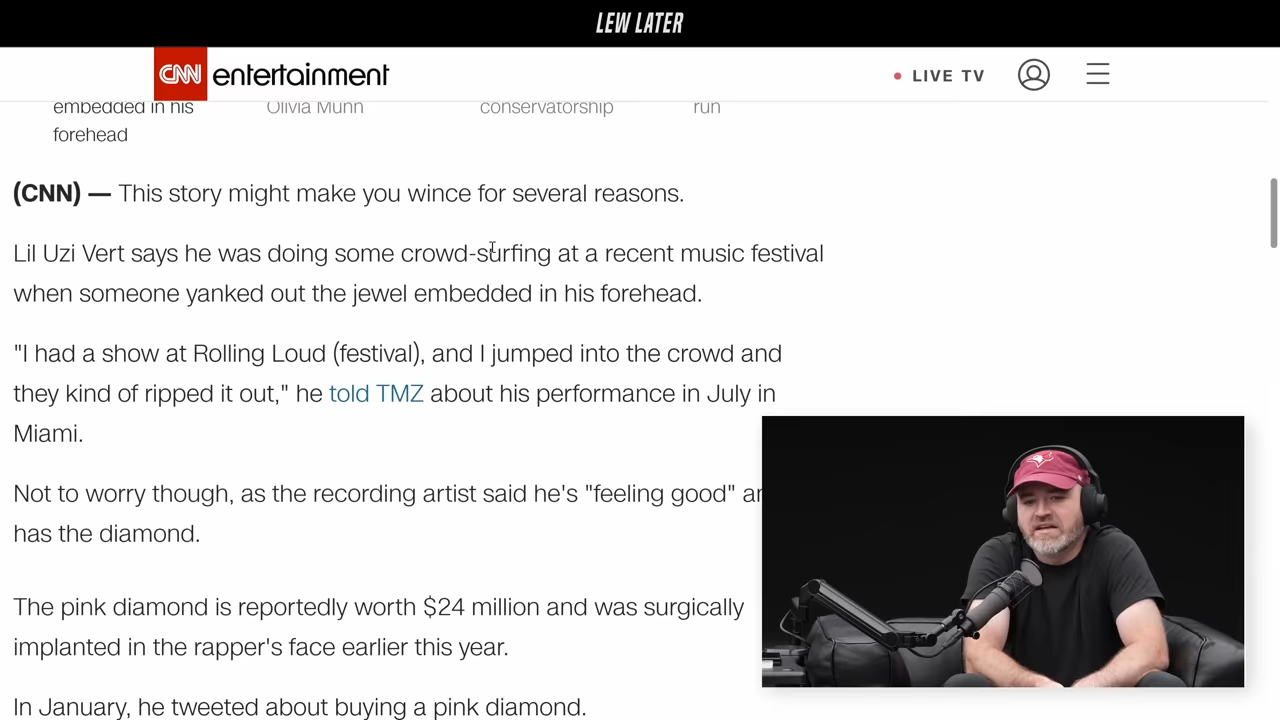 LEW LATER
CNN entertainment
LIVE TV
embedded in his
forehead
Olivia Munn
conservatorship
run
(CNN) — This story might make you wince for several reasons.
Lil Uzi Vert says he was doing some crowd-surfing at a recent music festival
when someone yanked out the jewel embedded in his forehead.
"I had a show at Rolling Loud (festival), and I jumped into the crowd and
they kind of ripped it out," he told TMZ about his performance in July in
Miami.
Not to worry though, as the recording artist said he's "feeling good"
has the diamond.
The pink diamond is reportedly worth $24 million and was surgically
implanted in the rapper's face earlier this year.
In January, he tweeted about buying a pink diamond.